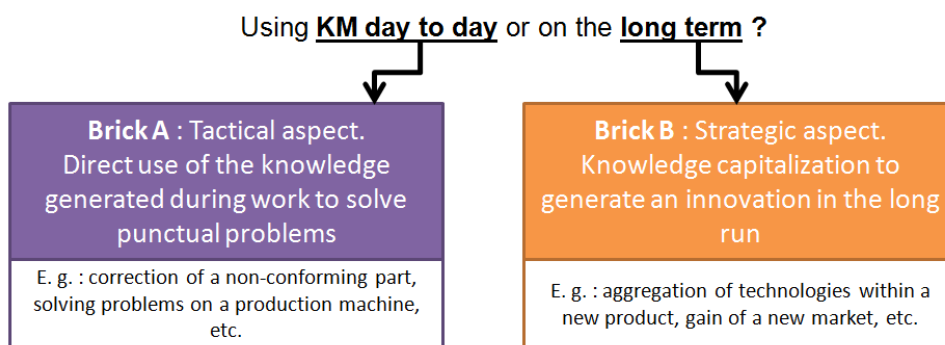 Using KM day to day or on the long term ?
Brick A : Tactical aspect.
Direct use of the knowledge
generated during work to solve
punctual problems
E. g. : correction of a non-conforming part,
solving problems on a production machine,
etc.
Brick B : Strategic aspect.
Knowledge capitalization to
generate an innovation in the long
run
E. g. : aggregation of technologies within a
new product, gain of a new market, etc.